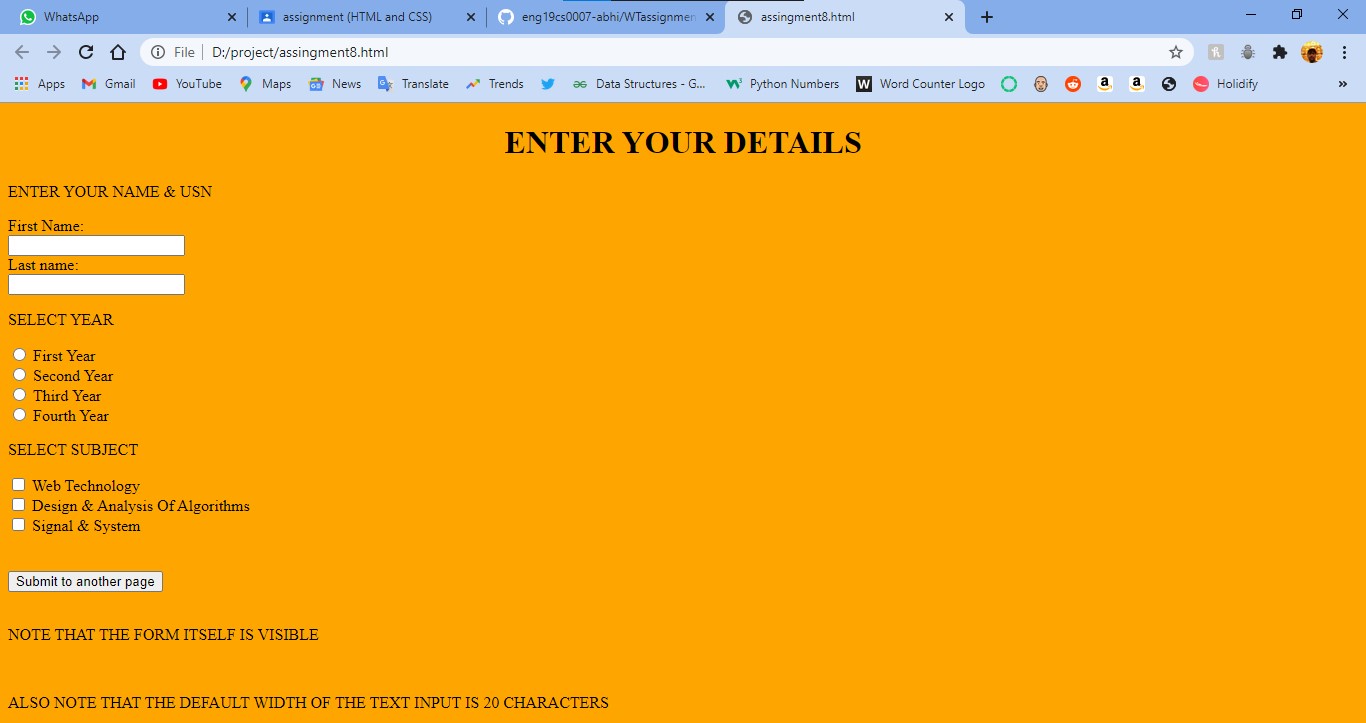 WhatsApp
assignment (HTML and CSS)
eng19cs0007-abhi/WTassignmen
assingment8.html
File
D:/project/assingment8.html
Apps
Gmail
YouTube
Maps
News
Translate
Trends
Data Structures - G...
Python Numbers
W
Word Counter Logo
Holidify
»
ENTER YOUR DETAILS
ENTER YOUR NAME & USN
First Name:
Last name:
SELECT YEAR
First Year
Second Year
Third Year
Fourth Year
SELECT SUBJECT
Web Technology
Design & Analysis Of Algorithms
Signal & System
Submit to another page
NOTE THAT THE FORM ITSELF IS VISIBLE
ALSO NOTE THAT THE DEFAULT WIDTH OF THE TEXT INPUT IS 20 CHARACTERS